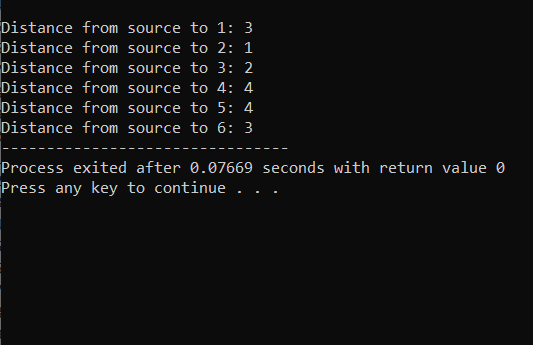 Distance from source to 1: 3
Distance from source to 2: 1
Distance from source to 3: 2
Distance from source to 4: 4
Distance from source to 5: 4
Distance from source to 6: 3
--------------------------------
Process exited after 0.07669 seconds with return value 0
Press any key to continue . . .